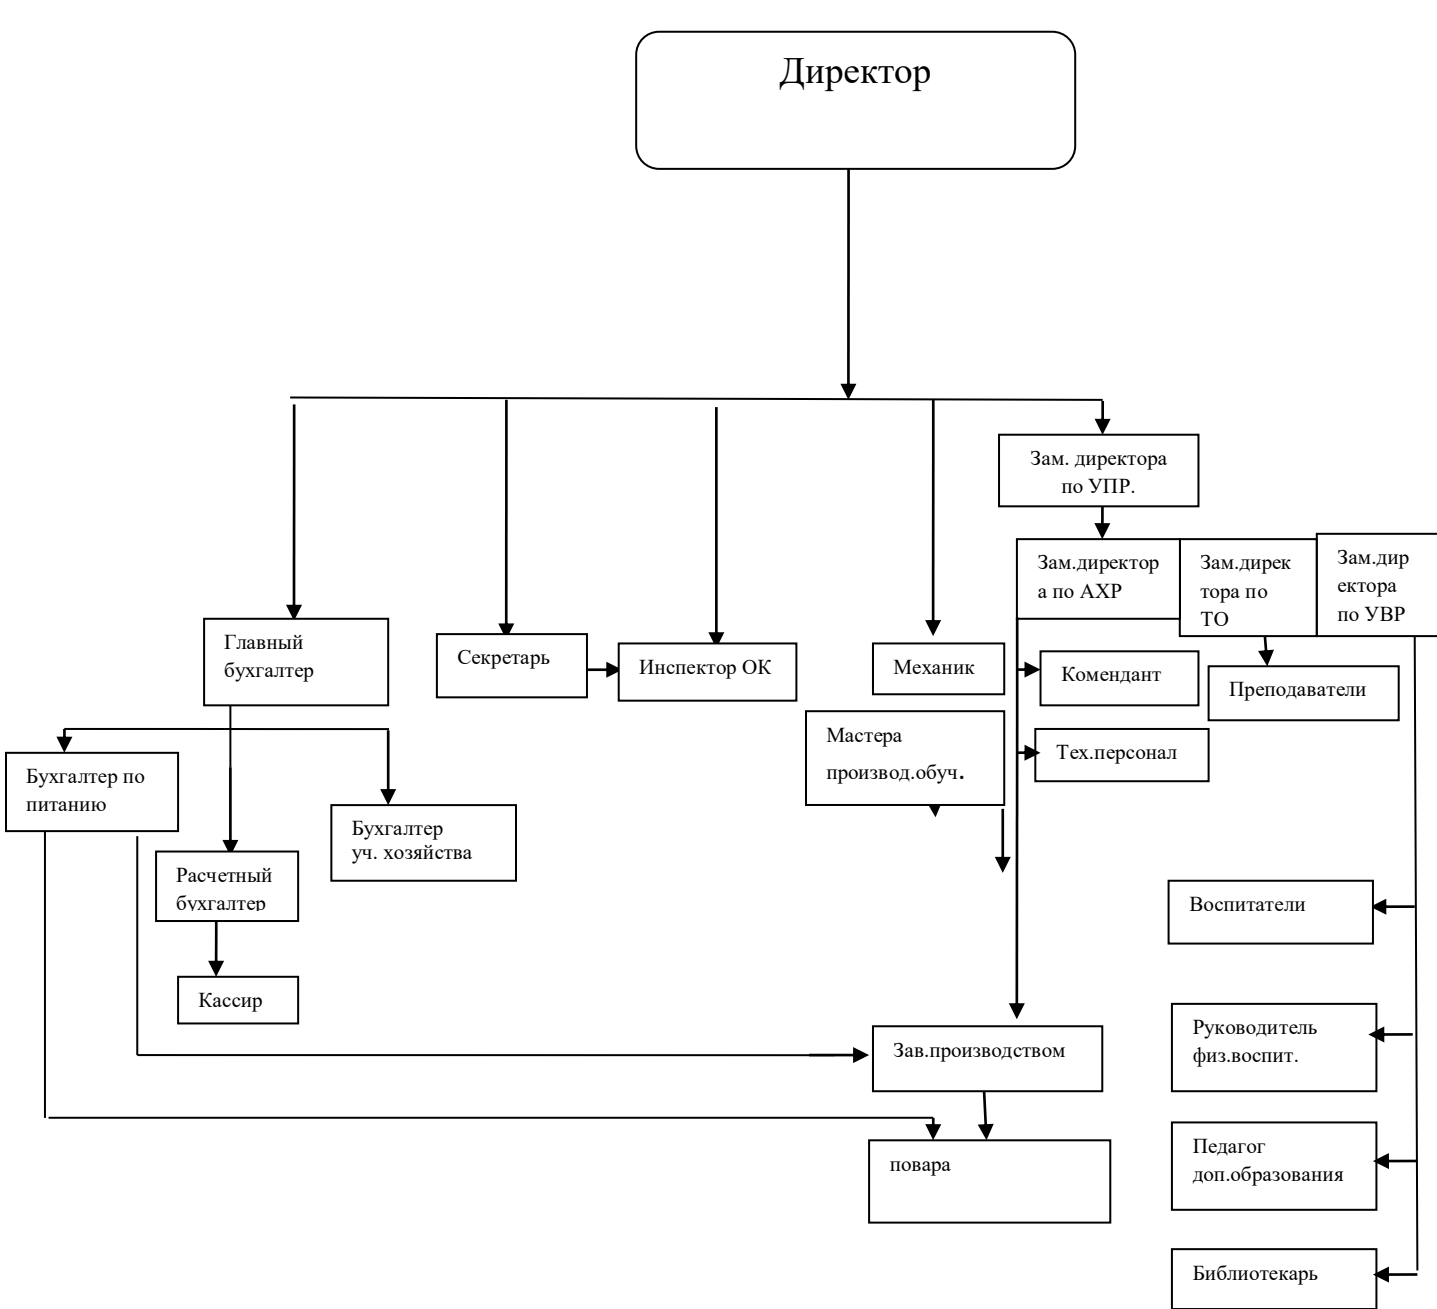 Директор
Зам. директора
по УПР.
Зам.директор
а по АХР
Зам.дирек
тора по
ТО
Зам.дир
ектора
по УВР
Главный
бухгалтер
Секретарь
Инспектор ОК
Механик
Комендант
Преподаватели
Мастера
производ.обуч.
Тех.персонал
Бухгалтер по
питанию
Бухгалтер
уч. хозяйства
Расчетный
бухгалтер
Кассир
Воспитатели
Руководитель
физ.воспит.
Зав.производством
Педагог
доп.образования
повара
Библиотекарь